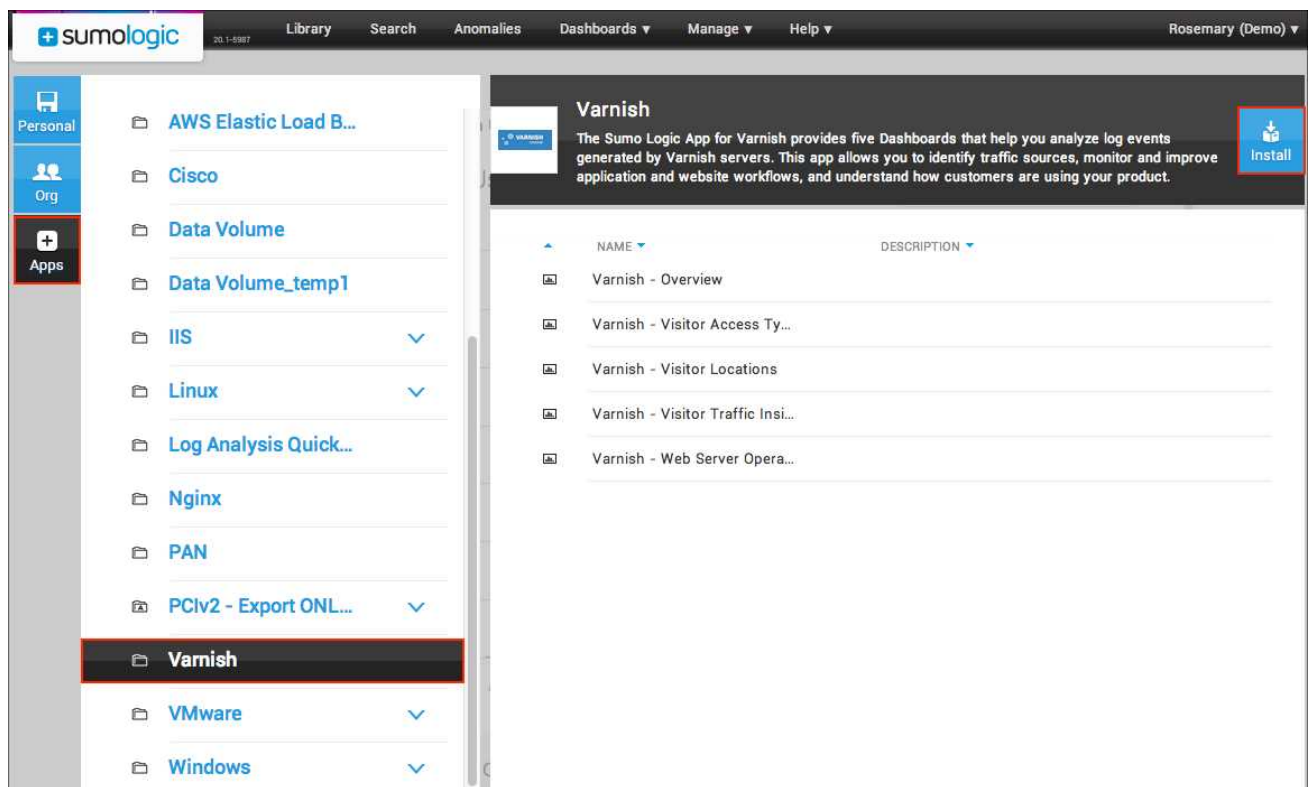 sumologic
20.1-5987
Library Search Anomalies Dashboards ▾ Manage ▾ Help ▾
Rosemary (Demo) ▾
Personal
Org
Apps
AWS Elastic Load B...
Cisco
Data Volume
Data Volume_temp1
IIS
Linux
Log Analysis Quick...
Nginx
PAN
PCIv2 - Export ONL...
Varnish
VMware
Windows
VARNISH
Varnish
The Sumo Logic App for Varnish provides five Dashboards that help you analyze log events
generated by Varnish servers. This app allows you to identify traffic sources, monitor and improve
application and website workflows, and understand how customers are using your product.
Install
NAME DESCRIPTION
Varnish - Overview
Varnish - Visitor Access Ty...
Varnish - Visitor Locations
Varnish - Visitor Traffic Insi...
Varnish - Web Server Opera...